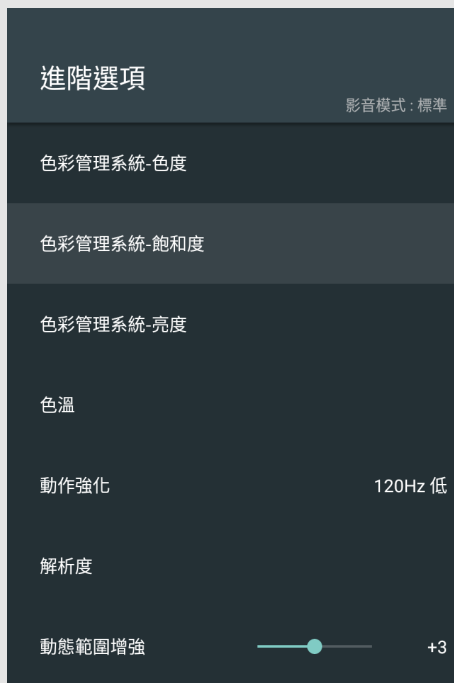 進階選項
影音模式 : 標準
色彩管理系統-色度
色彩管理系統-飽和度
色彩管理系統-亮度
色溫
動作強化 120Hz 低
解析度
動態範圍增強 +3